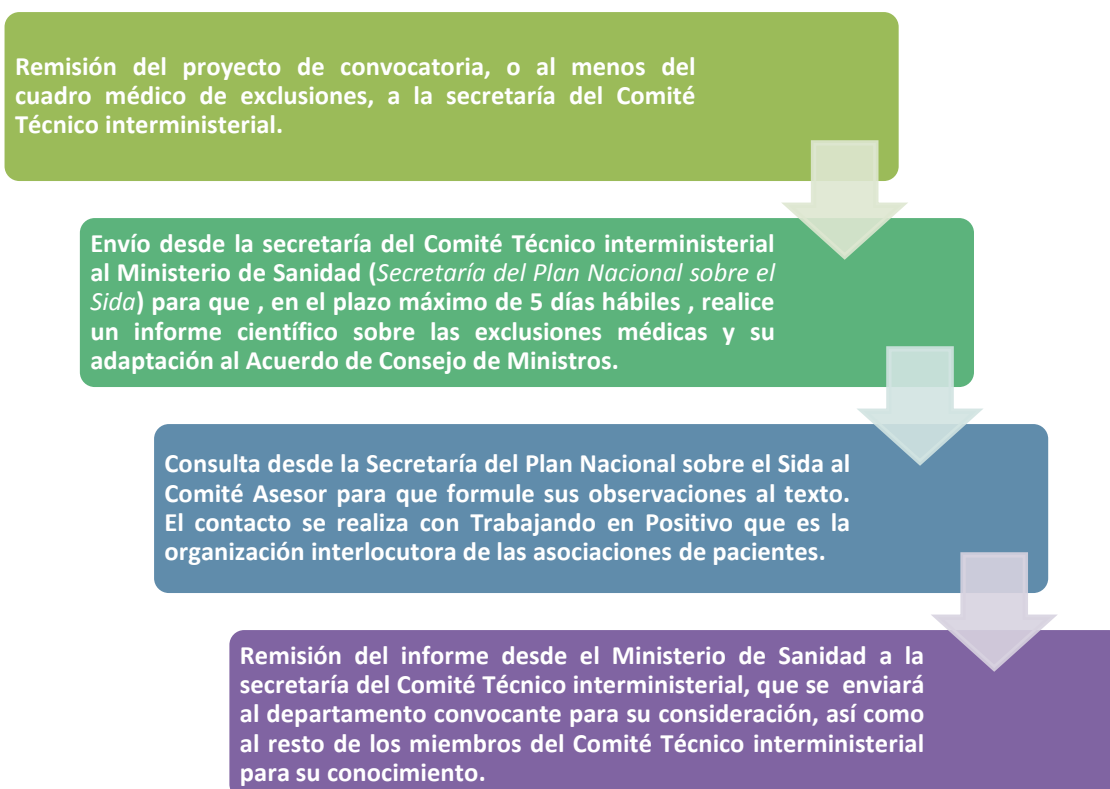 Remisión del proyecto de convocatoria, o al menos del
cuadro médico de exclusiones, a la secretaría del Comité
Técnico interministerial.
Envío desde la secretaría del Comité Técnico interministerial
al Ministerio de Sanidad (Secretaría del Plan Nacional sobre el
Sida) para que , en el plazo máximo de 5 días hábiles , realice
un informe científico sobre las exclusiones médicas y su
adaptación al Acuerdo de Consejo de Ministros.
Consulta desde la Secretaría del Plan Nacional sobre el Sida al
Comité Asesor para que formule sus observaciones al texto.
El contacto se realiza con Trabajando en Positivo que es la
organización interlocutora de las asociaciones de pacientes.
Remisión del informe desde el Ministerio de Sanidad a la
secretaría del Comité Técnico interministerial, que se enviará
al departamento convocante para su consideración, así como
al resto de los miembros del Comité Técnico interministerial
para su conocimiento.